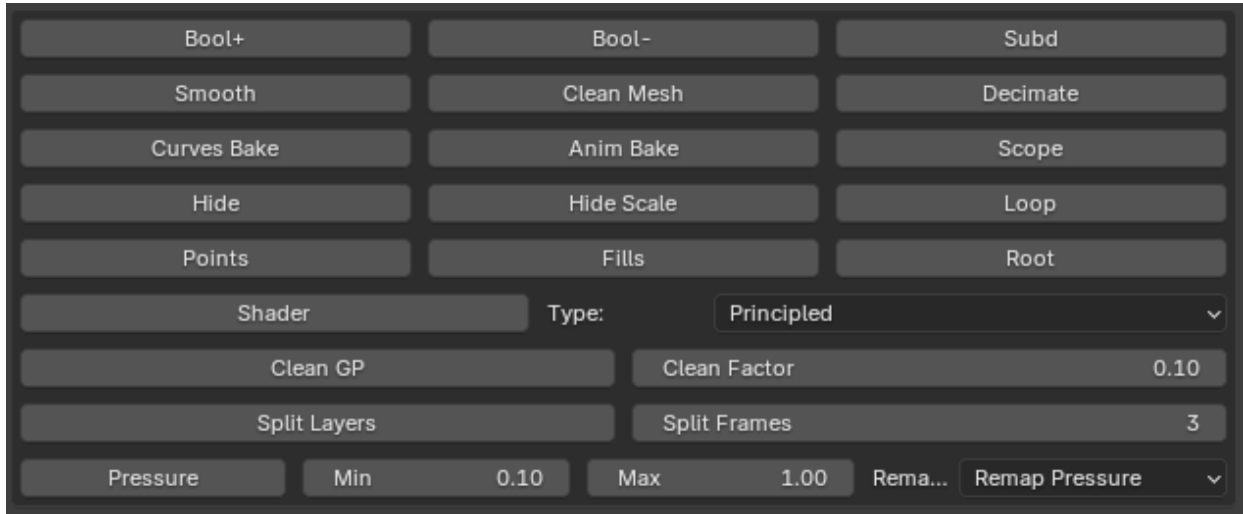 Bool+ Bool- Subd
Smooth Clean Mesh Decimate
Curves Bake Anim Bake Scope
Hide Hide Scale Loop
Points Fills Root
Shader Type: Principled
Clean GP Clean Factor 0.10
Split Layers Split Frames 3
Pressure Min 0.10 Max 1.00 Rema... Remap Pressure